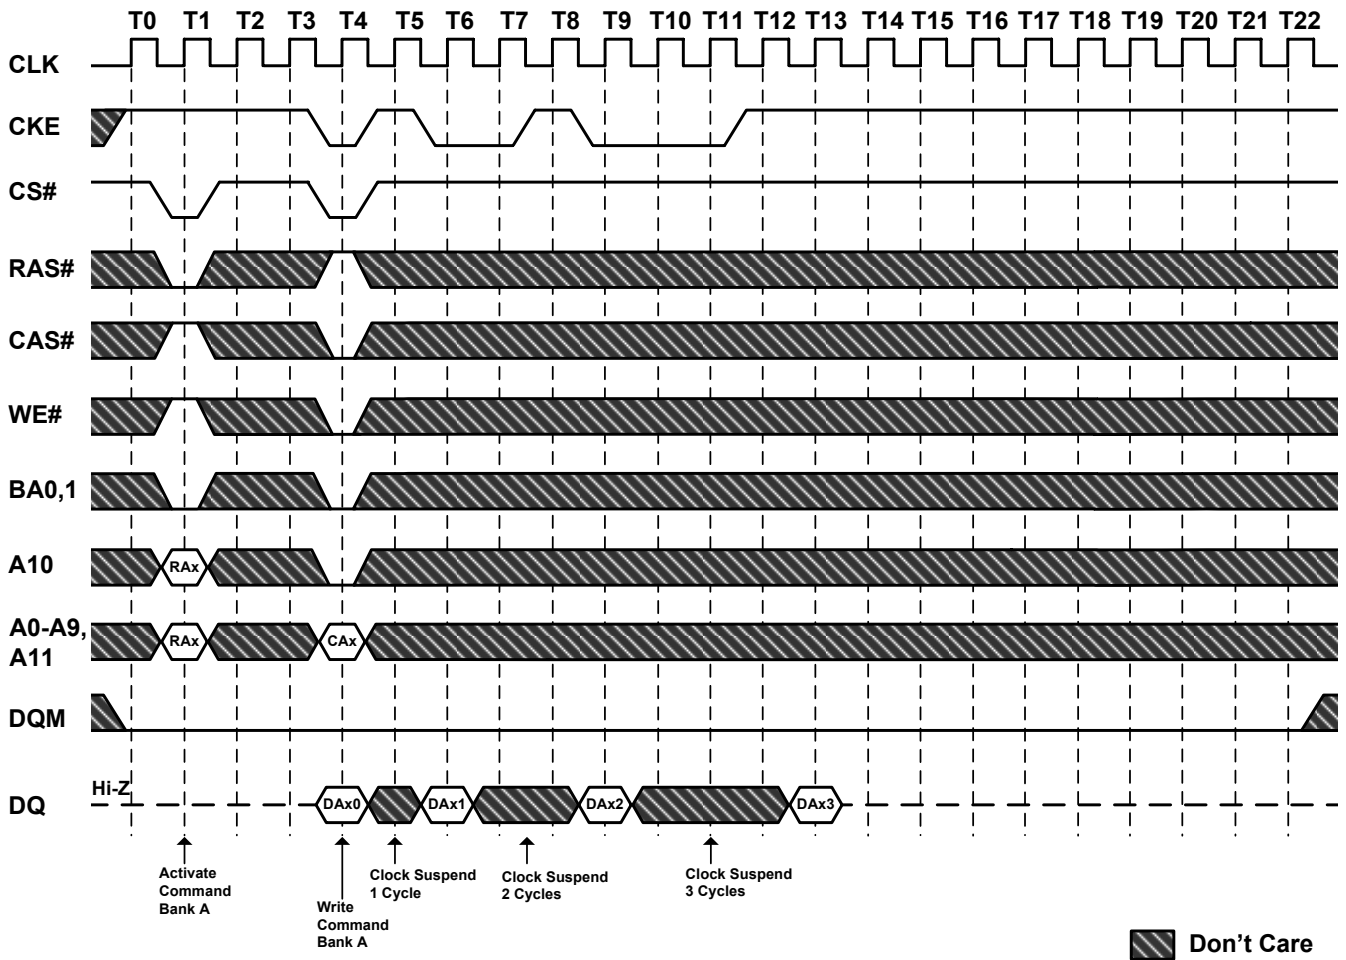 T0 T1 T2 T3 T4 T5 T6 T7 T8 T9 T10 T11 T12 T13 T14 T15 T16 T17 T18 T19 T20 T21 T22
CLK
CKE
CS#
RAS#
CAS#
WE#
BA0,1
A10
RAx
A0-A9,
A11
RAx
CAx
DQM
DQ
Hi-Z
DAx0
DAx1
DAx2
DAx3
Activate
Command
Bank A
Write
Command
Bank A
Clock Suspend
1 Cycle
Clock Suspend
2 Cycles
Clock Suspend
3 Cycles
Don't Care